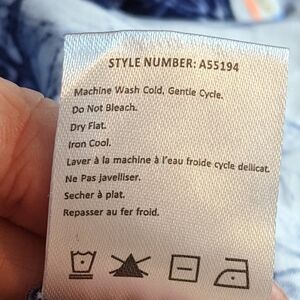 STYLE NUMBER: A55194
Machine Wash Cold, Gentle Cycle.
Do Not Bleach.
Dry Flat.
Iron Cool.
Laver à la machine à l'eau froide cycle dellicat.
Ne Pas javelliser.
Secher à plat.
Repasser au fer froid.